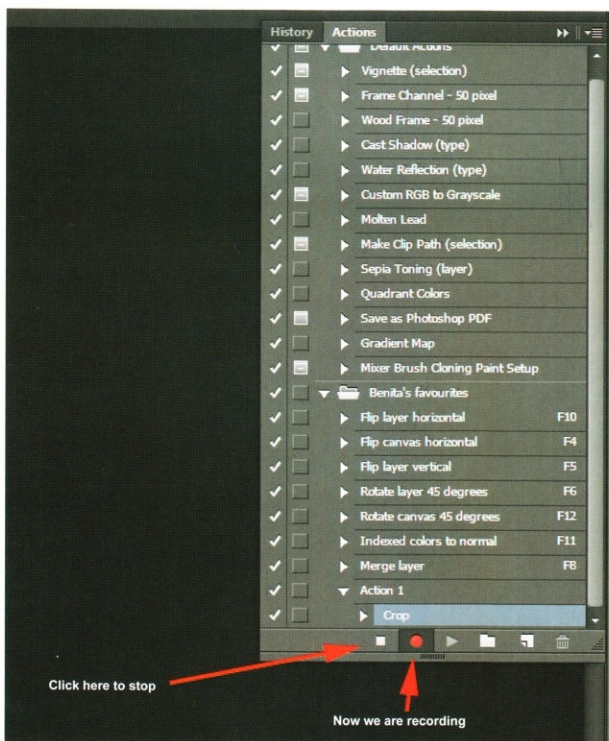 History Actions
Default Actions
Vignette (selection)
Frame Channel - 50 pixel
Wood Frame - 50 pixel
Cast Shadow (type)
Water Reflection (type)
Custom RGB to Grayscale
Molten Lead
Make Clip Path (selection)
Sepia Toning (layer)
Quadrant Colors
Save as Photoshop PDF
Gradient Map
Mixer Brush Cloning Paint Setup
Benita's favourites
Flip layer horizontal F10
Flip canvas horizontal F4
Flip layer vertical F5
Rotate layer 45 degrees F6
Rotate canvas 45 degrees F12
Indexed colors to normal F11
Merge layer F8
Action 1
Crop
Click here to stop
Now we are recording